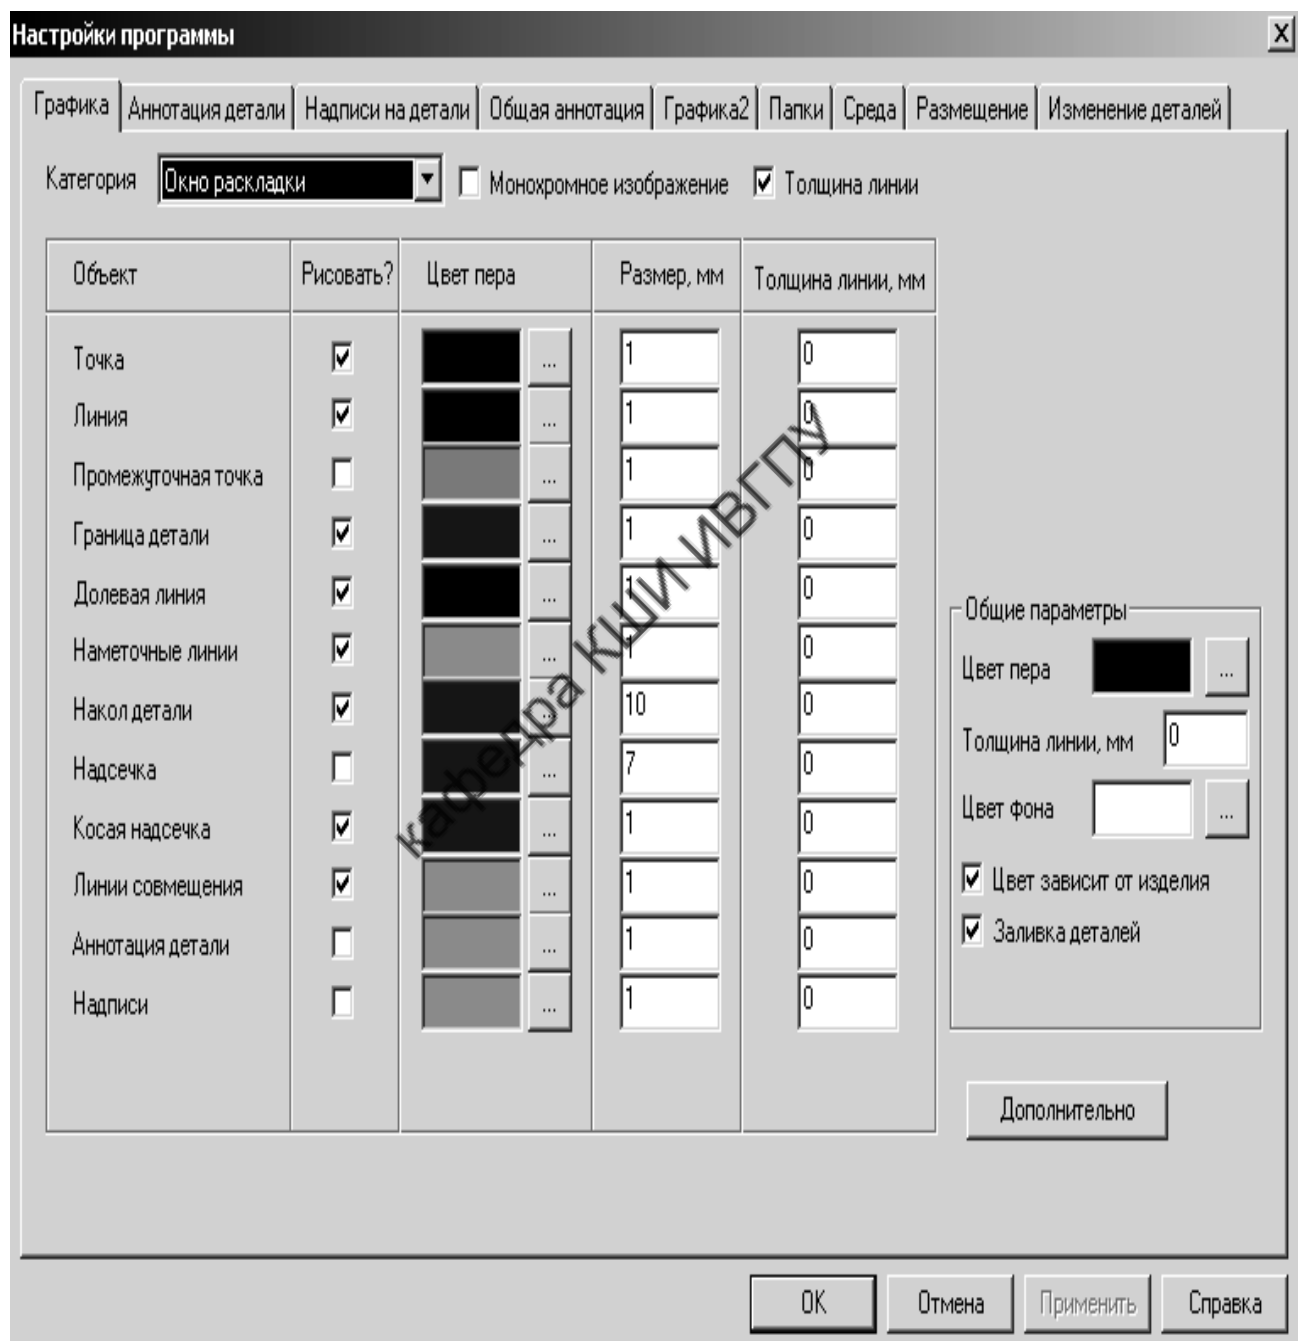 Настройки программы
Графика Аннотация детали Надписи на детали Общая аннотация Графика2 Папки Среда Размещение Изменение деталей
Категория Окно раскладки Монохромное изображение Толщина линии
Объект Рисовать? Цвет пера Размер, мм Толщина линии, мм
Точка ... 1 0
Линия ... 1 0
Промежуточная точка ... 1 0
Граница детали ... 1 0
Долевая линия ... 1 0
Наметочные линии ... 1 0
Накол детали ... 10 0
Надсечка ... 7 0
Косая надсечка ... 1 0
Линии совмещения ... 1 0
Аннотация детали ... 1 0
Надписи ... 1 0
Общие параметры
Цвет пера ...
Толщина линии, мм 0
Цвет фона ...
Цвет зависит от изделия
Заливка деталей
Дополнительно
OK Отмена Применить Справка
кафедра КШИ ИВГПУ